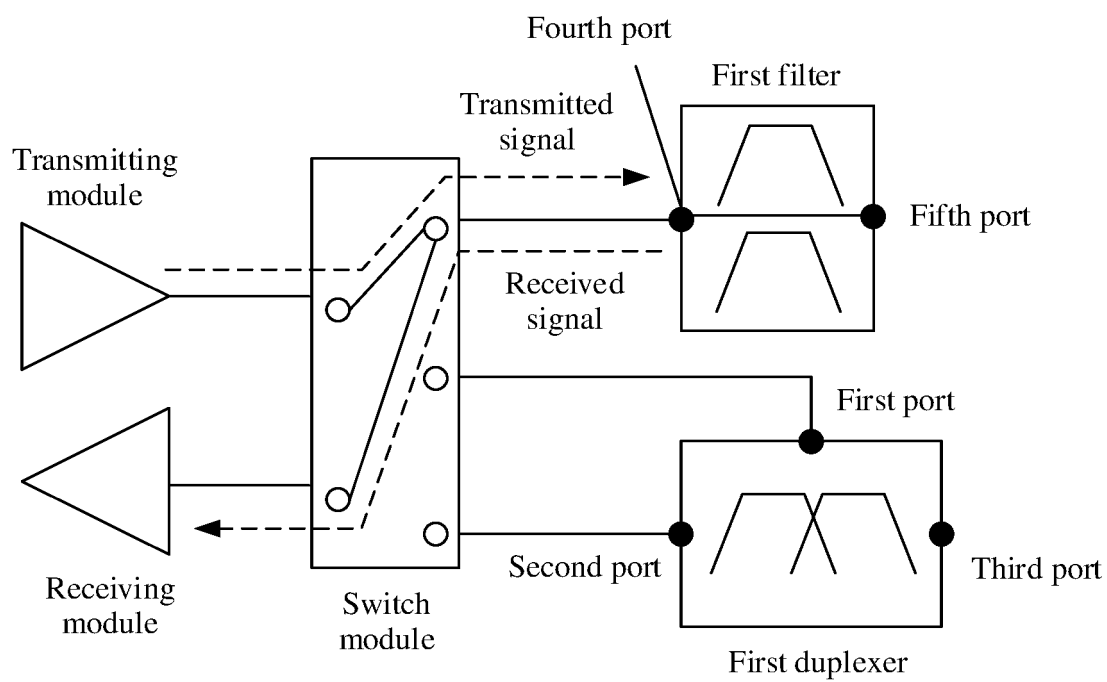 Fourth port
First filter
Transmitted
signal
Transmitting
module
Fifth port
Received
signal
First port
Second port
Third port
Receiving
module
Switch
module
First duplexer